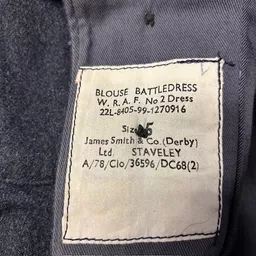 BLOUSE BATTLEDRESS
W.R.A.F. No 2 Dress
22L-8405-99-1270916
Size
James Smith & Co. (Derby)
Ltd. STAVELEY
A/78/Clo/36596/DC68(2)